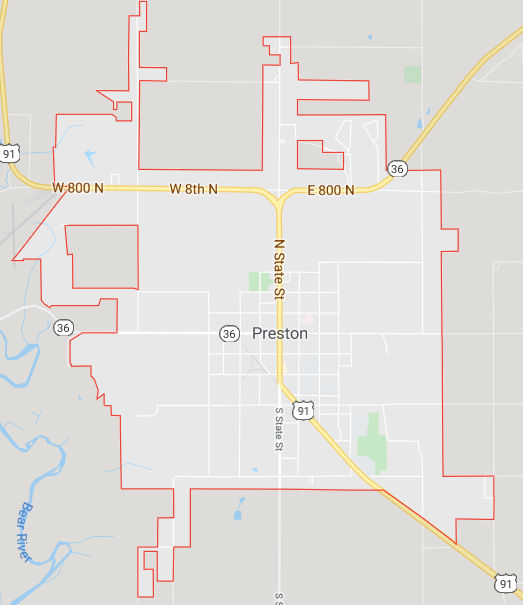 91
36
W 800 N
W 8th N
E 800 N
N State St
36
36
Preston
91
S State St
Bear River
91
S S